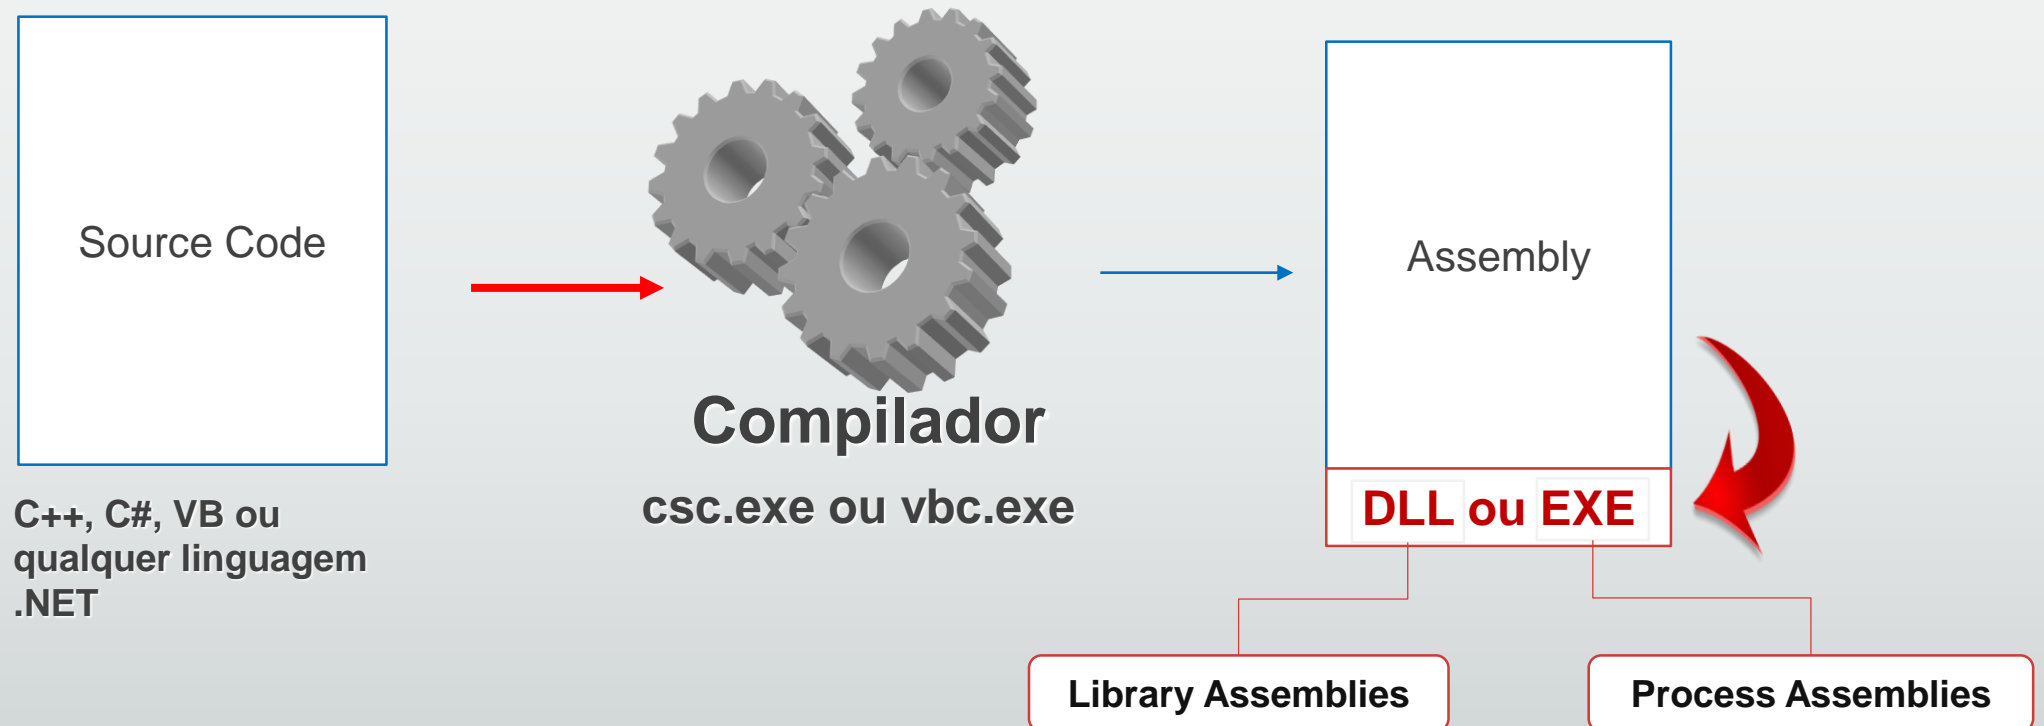 Source Code
C++, C#, VB ou
qualquer linguagem
.NET
Compilador
csc.exe ou vbc.exe
Assembly
DLL ou EXE
Library Assemblies
Process Assemblies